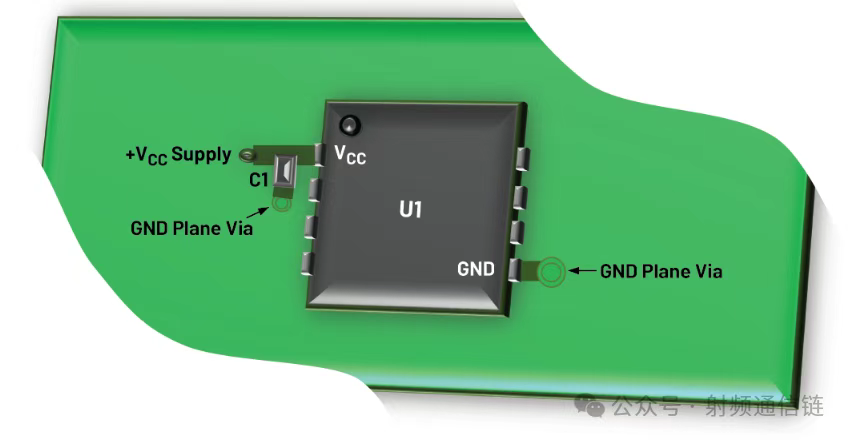 +VCC Supply
VCC
C1
GND Plane Via
U1
GND
GND Plane Via
公众号 · 射频通信链